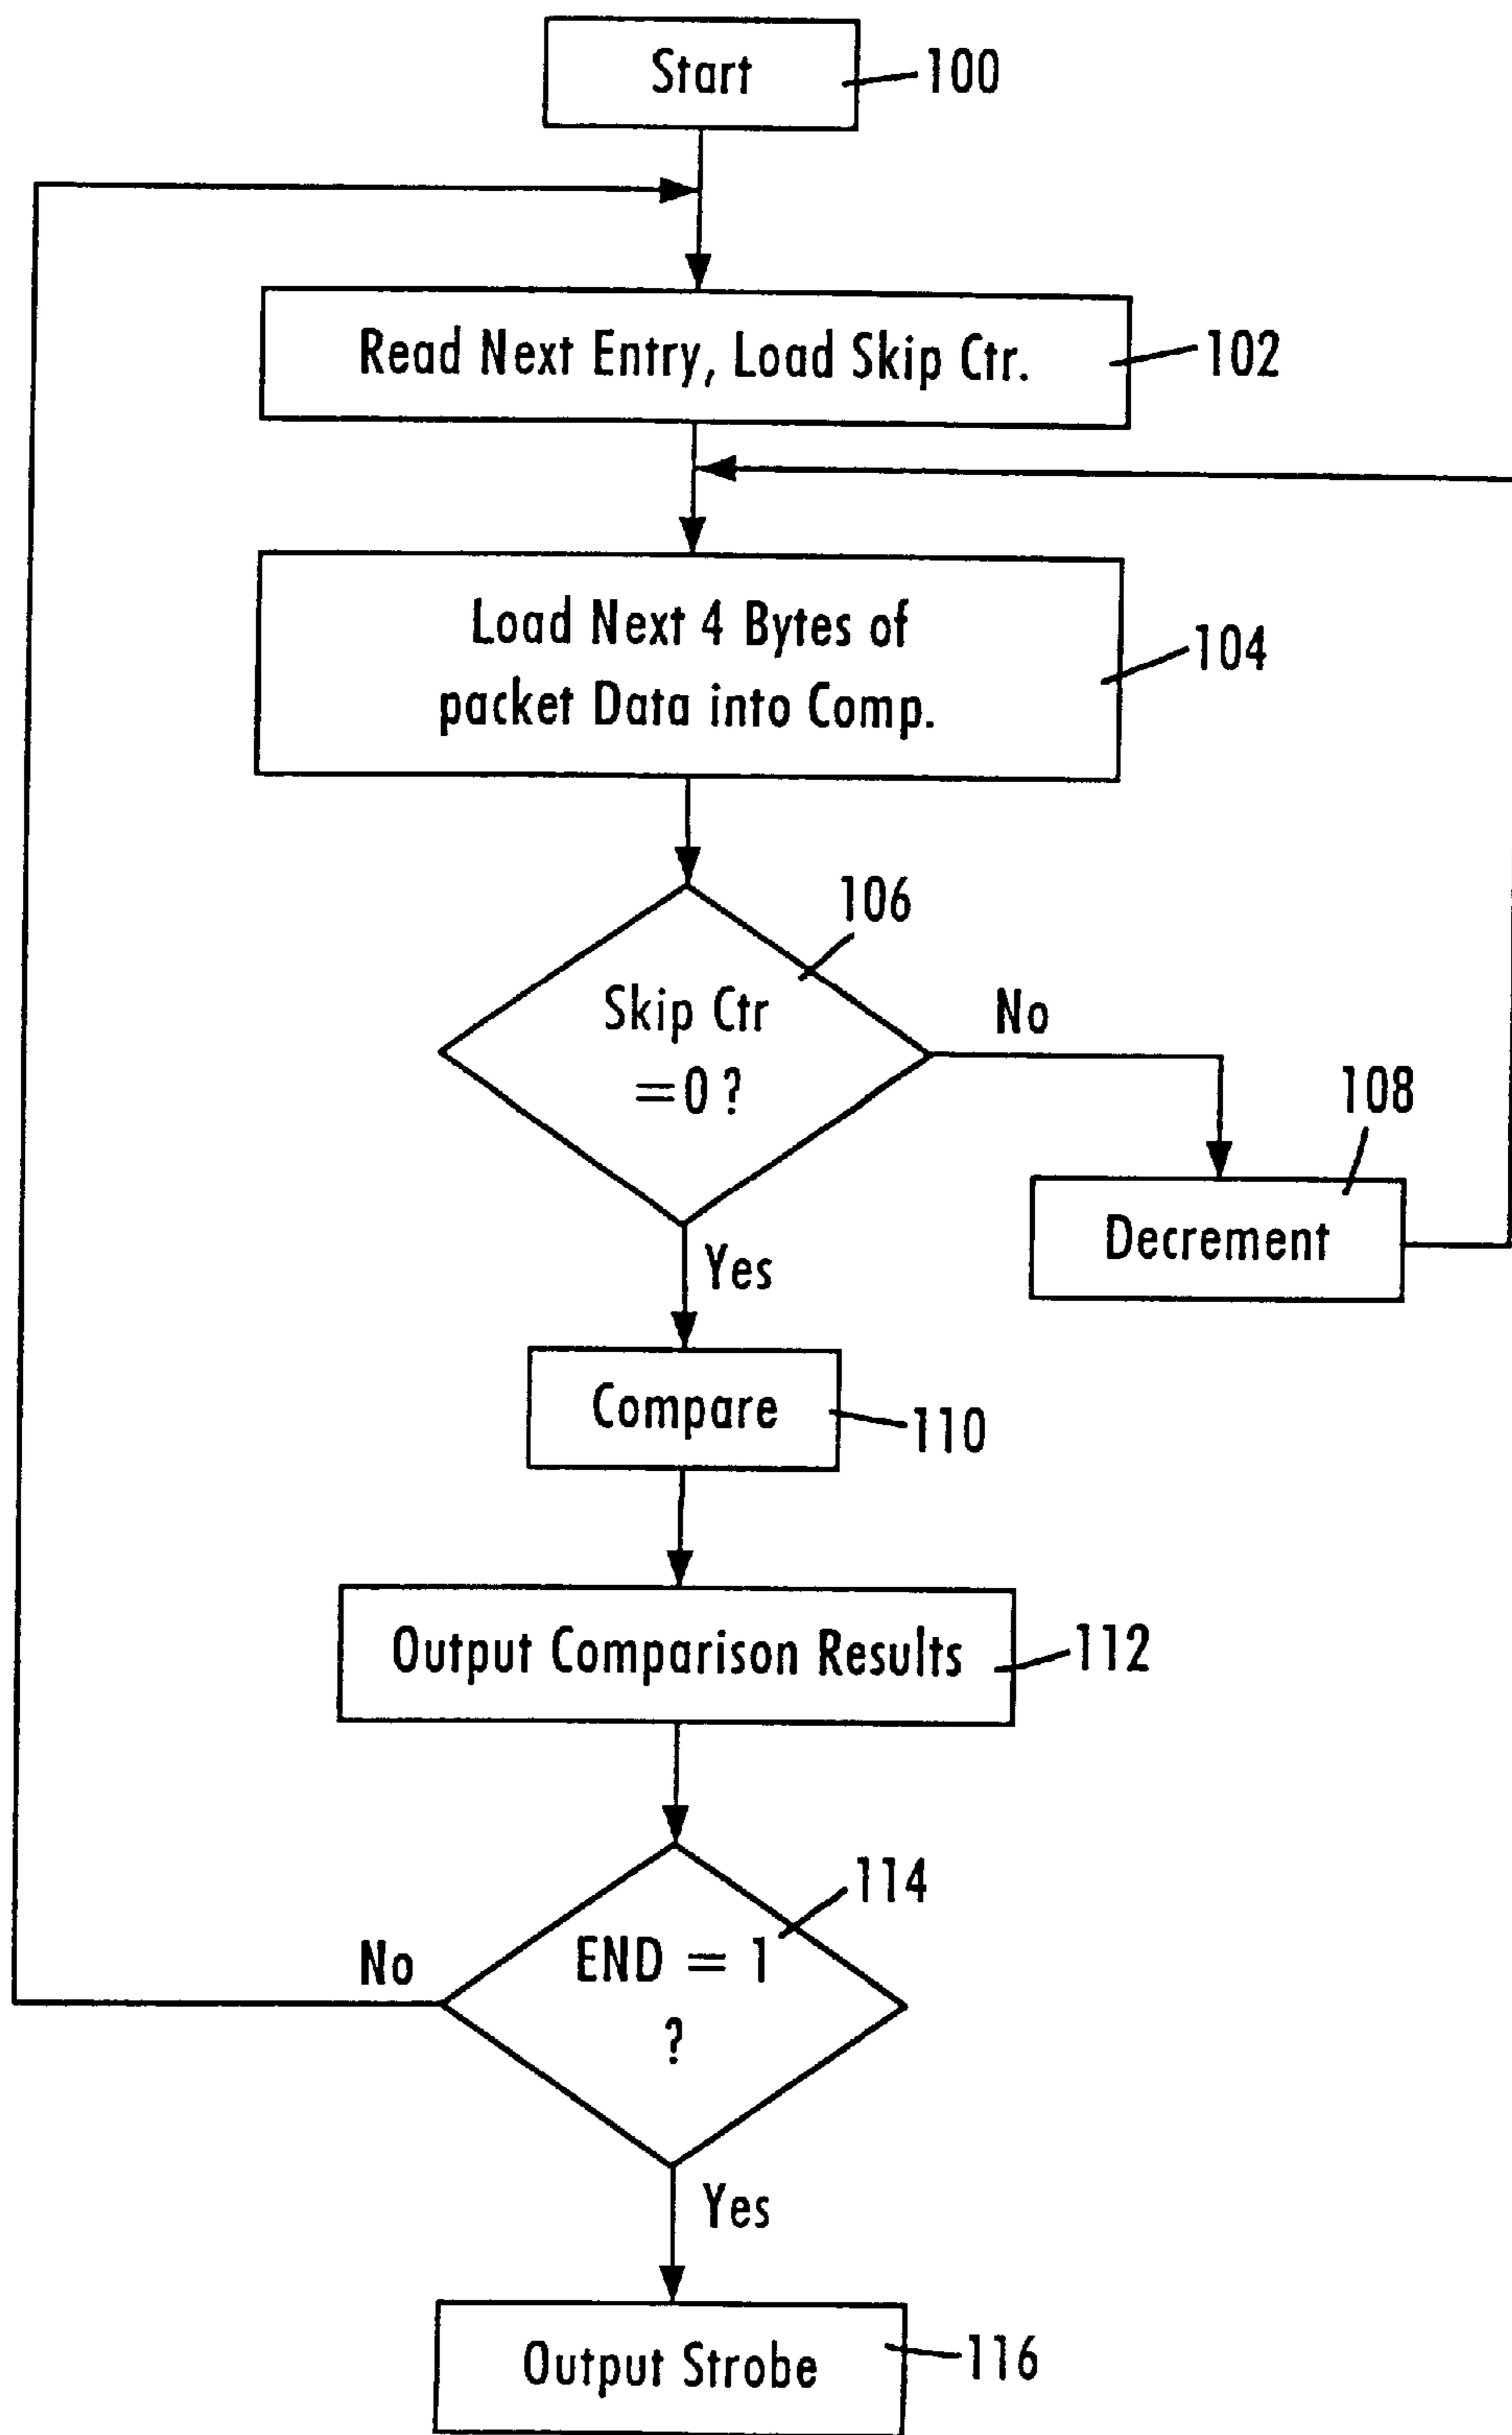 Start
100
Read Next Entry, Load Skip Ctr.
102
Load Next 4 Bytes of
packet Data into Comp.
104
106
Skip Ctr
=0 ?
No
108
Decrement
Yes
Compare
110
Output Comparison Results
112
114
END = 1
?
No
Yes
Output Strobe
116